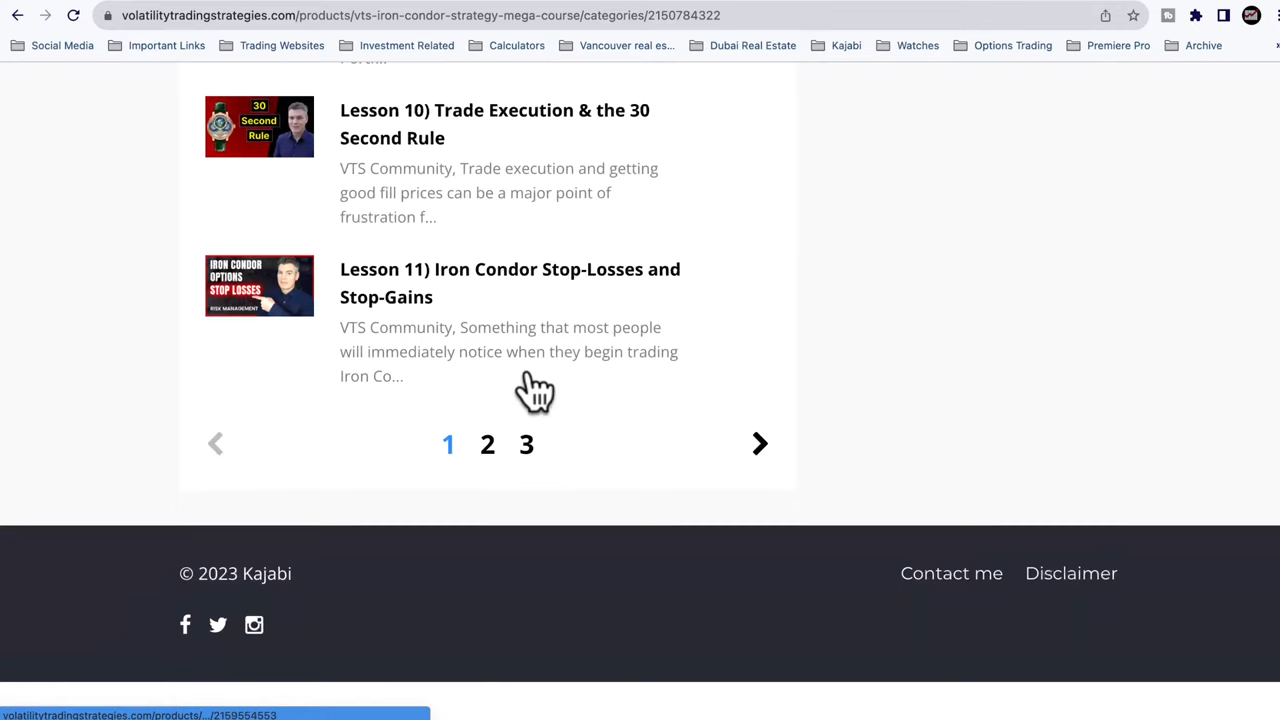 volatilitytradingstrategies.com/products/vts-iron-condor-strategy-mega-course/categories/2150784322
Social Media
Important Links
Trading Websites
Investment Related
Calculators
Vancouver real es...
Dubai Real Estate
Kajabi
Watches
Options Trading
Premiere Pro
Archive
30
Second
Rule
Lesson 10) Trade Execution & the 30
Second Rule
VTS Community, Trade execution and getting
good fill prices can be a major point of
frustration f...
IRON CONDOR
OPTIONS
STOP LOSSES
RISK MANAGEMENT
Lesson 11) Iron Condor Stop-Losses and
Stop-Gains
VTS Community, Something that most people
will immediately notice when they begin trading
Iron Co...
1 2 3
© 2023 Kajabi
Contact me
Disclaimer
volatilitytradingstrategies.com/products/.../2159554553